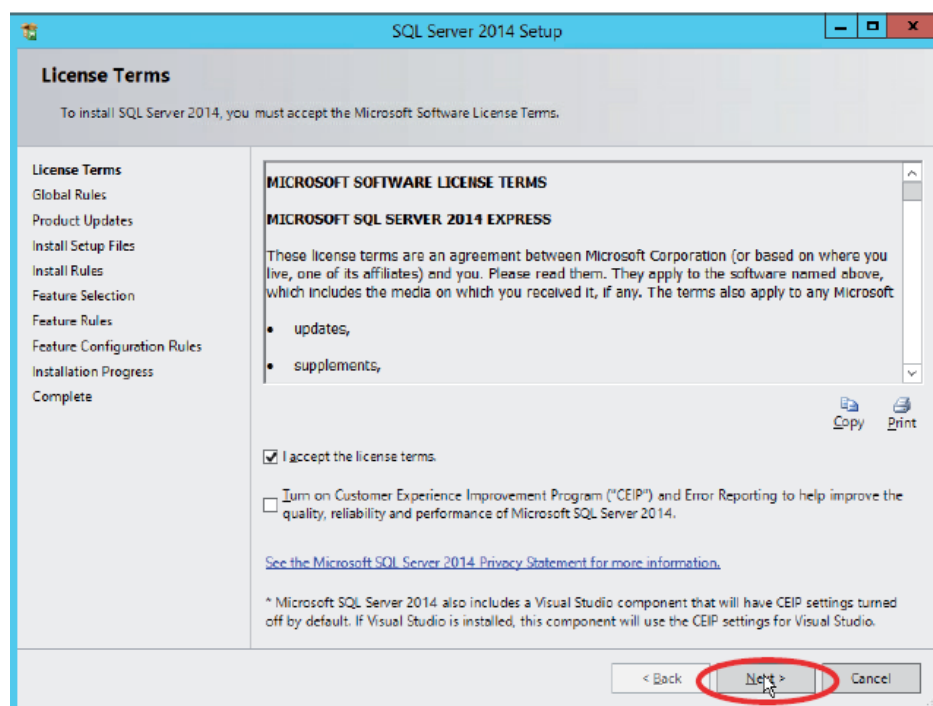 SQL Server 2014 Setup
License Terms
To install SQL Server 2014, you must accept the Microsoft Software License Terms.
License Terms
Global Rules
Product Updates
Install Setup Files
Install Rules
Feature Selection
Feature Rules
Feature Configuration Rules
Installation Progress
Complete
MICROSOFT SOFTWARE LICENSE TERMS
MICROSOFT SQL SERVER 2014 EXPRESS
These license terms are an agreement between Microsoft Corporation (or based on where you
live, one of its affiliates) and you. Please read them. They apply to the software named above,
which includes the media on which you received it, if any. The terms also apply to any Microsoft
• updates,
• supplements,
Copy Print
I accept the license terms.
Turn on Customer Experience Improvement Program ("CEIP") and Error Reporting to help improve the
quality, reliability and performance of Microsoft SQL Server 2014.
See the Microsoft SQL Server 2014 Privacy Statement for more information.
* Microsoft SQL Server 2014 also includes a Visual Studio component that will have CEIP settings turned
off by default. If Visual Studio is installed, this component will use the CEIP settings for Visual Studio.
< Back Next > Cancel